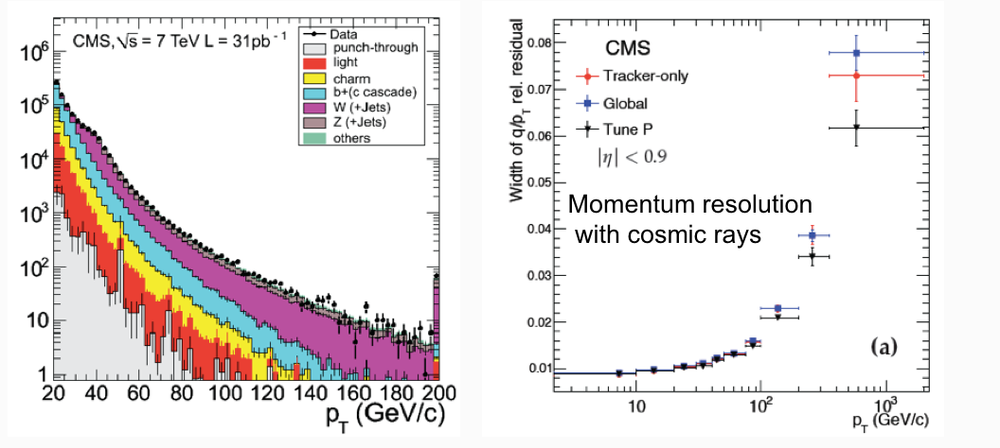 CMS, √s = 7 TeV L = 31pb⁻¹
Data
punch-through
light
charm
b+(c cascade)
W (+Jets)
Z (+Jets)
others
10⁶
10⁵
10⁴
10³
10²
10
1
20 40 60 80 100 120 140 160 180 200
p_T (GeV/c)
Width of q/p_T rel. residual
CMS
Tracker-only
Global
Tune P
|η| < 0.9
Momentum resolution
with cosmic rays
(a)
0.08
0.07
0.06
0.05
0.04
0.03
0.02
0.01
10 10² 10³
p_T (GeV/c)